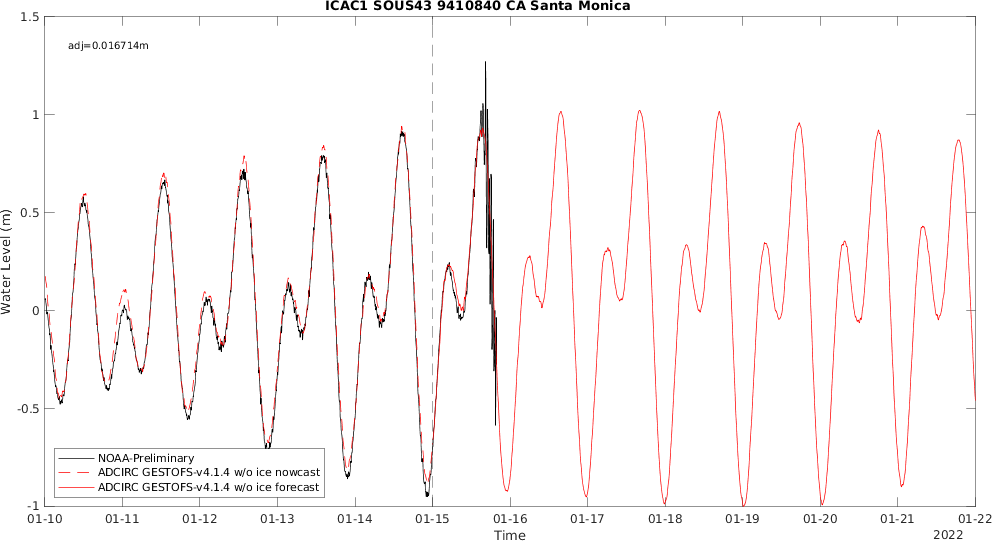 ICAC1 SOUS43 9410840 CA Santa Monica
1.5
adj=0.016714m
1
0.5
Water Level (m)
0
-0.5
NOAA-Preliminary
ADCIRC GESTOFS-v4.1.4 w/o ice nowcast
ADCIRC GESTOFS-v4.1.4 w/o ice forecast
-1
01-10 01-11 01-12 01-13 01-14 01-15 01-16 01-17 01-18 01-19 01-20 01-21 01-22
Time
2022